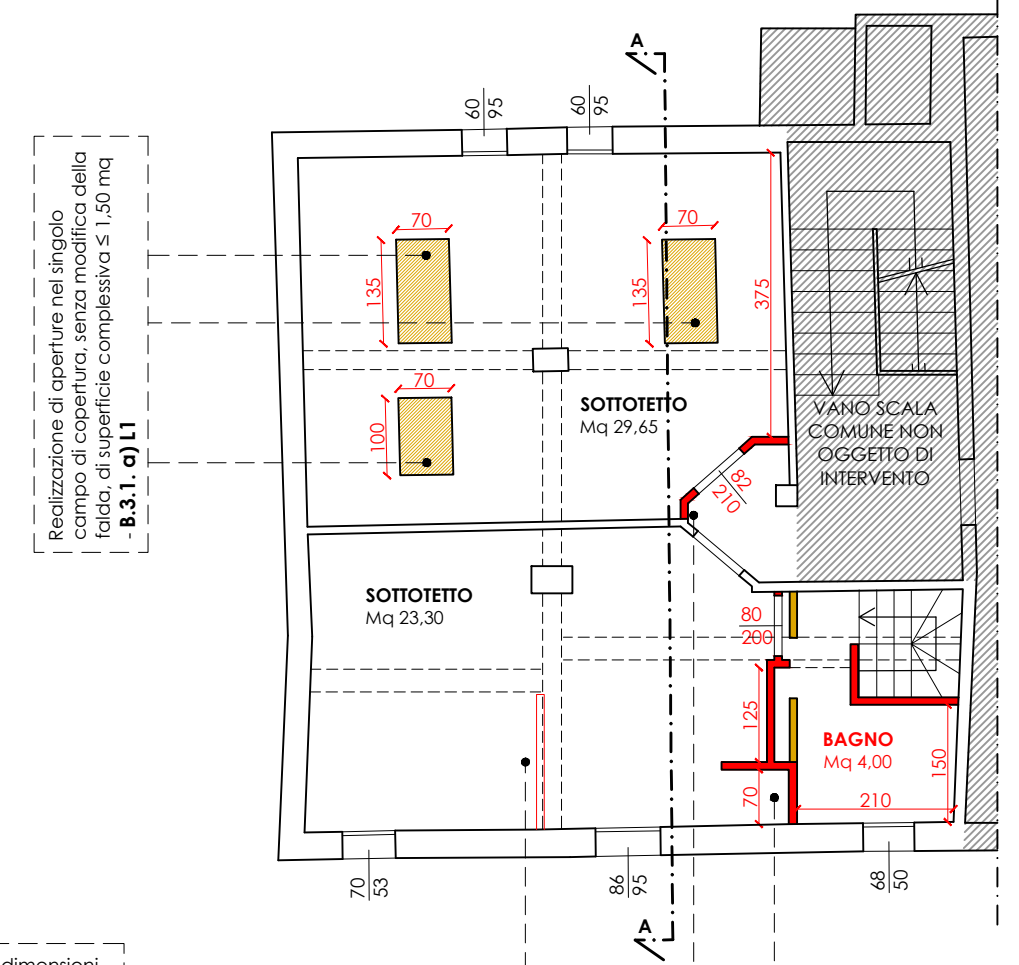 A
60
95
60
95
Realizzazione di aperture nel singolo
campo di copertura, senza modifica della
falda, di superficie complessiva ≤ 1,50 mq
- B.3.1. a) L1
70
135
70
135
375
70
100
SOTTOTETTO
Mq 29,65
VANO SCALA
COMUNE NON
OGGETTO DI
INTERVENTO
82
210
SOTTOTETTO
Mq 23,30
80
200
125
BAGNO
Mq 4,00
150
70
210
70
53
86
95
68
50
A
dimensioni